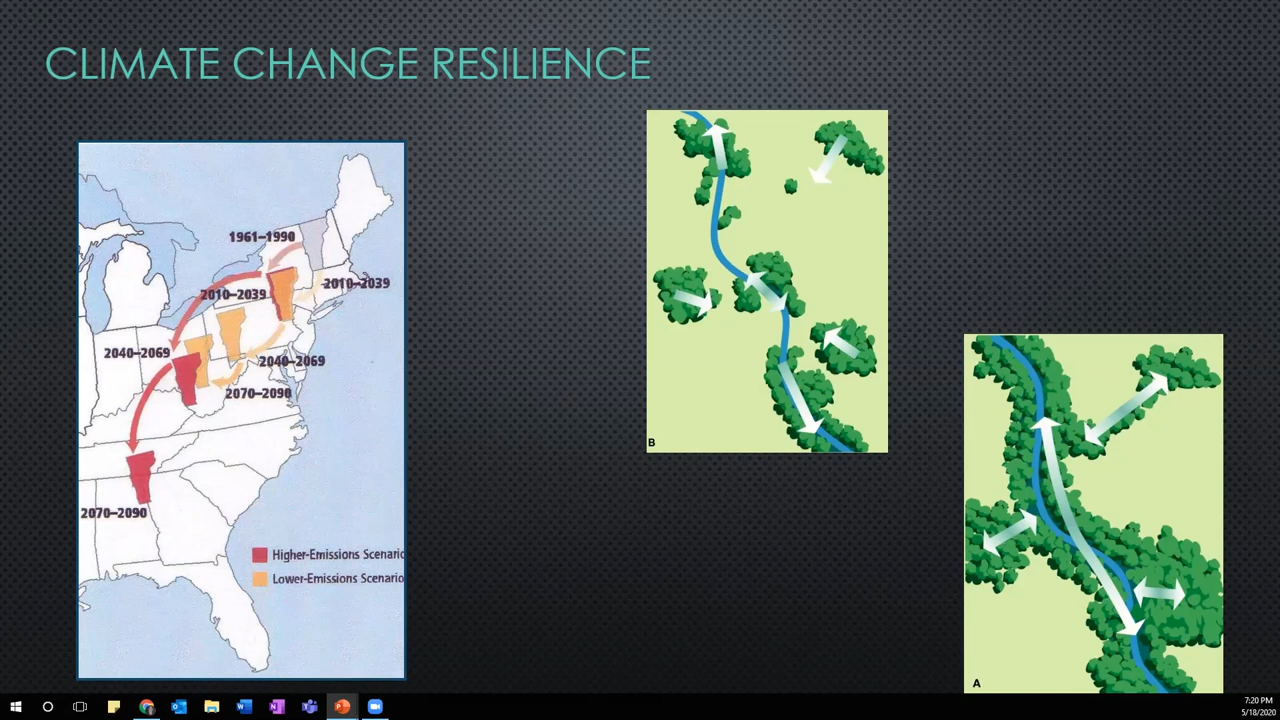 CLIMATE CHANGE RESILIENCE
1961–1990
2010–2039
2010–2039
2040–2069
2040–2069
2070–2090
2070–2090
Higher-Emissions Scenario
Lower-Emissions Scenario
B
A
7:20 PM
5/18/2020